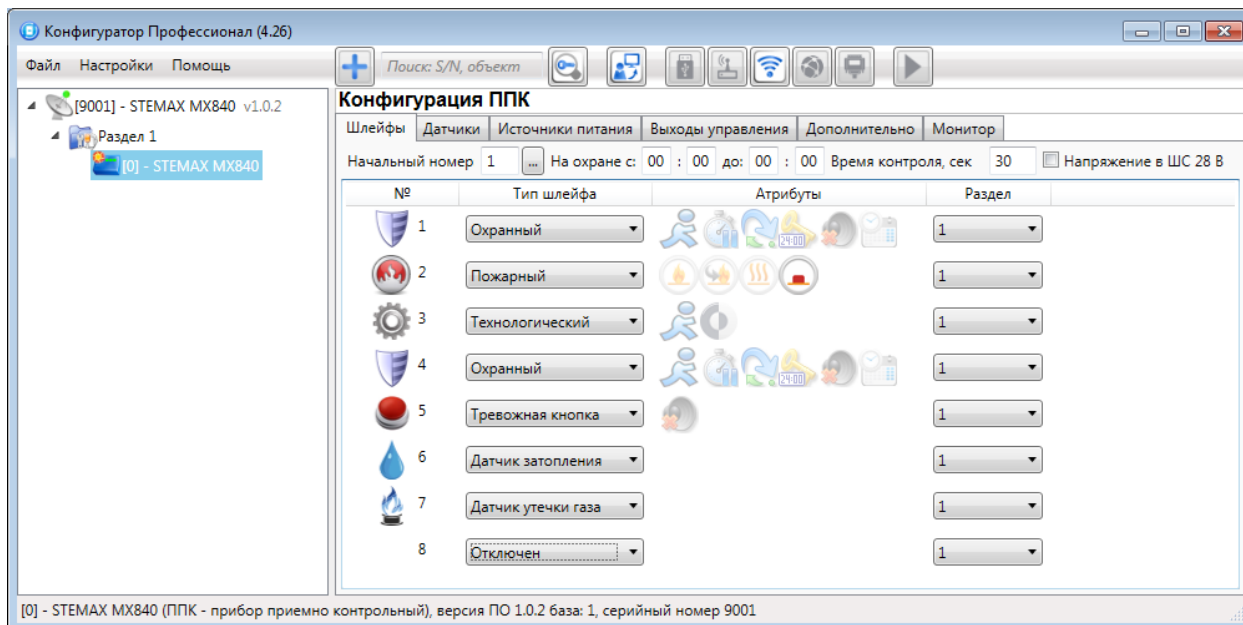 Конфигуратор Профессионал (4.26)
Файл Настройки Помощь
Поиск: S/N, объект
[9001] - STEMAX MX840 v1.0.2
Раздел 1
[0] - STEMAX MX840
Конфигурация ППК
Шлейфы Датчики Источники питания Выходы управления Дополнительно Монитор
Начальный номер 1 ... На охране с: 00 : 00 до: 00 : 00 Время контроля, сек 30 Напряжение в ШС 28 В
№ Тип шлейфа Атрибуты Раздел
1 Охранный 24:00 1
2 Пожарный 1
3 Технологический 1
4 Охранный 24:00 1
5 Тревожная кнопка 1
6 Датчик затопления 1
7 Датчик утечки газа 1
8 Отключен 1
[0] - STEMAX MX840 (ППК - прибор приемно контрольный), версия ПО 1.0.2 база: 1, серийный номер 9001